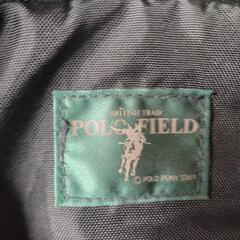 BRITISH TRAD
POLO FIELD
© POLO PONY STAFF